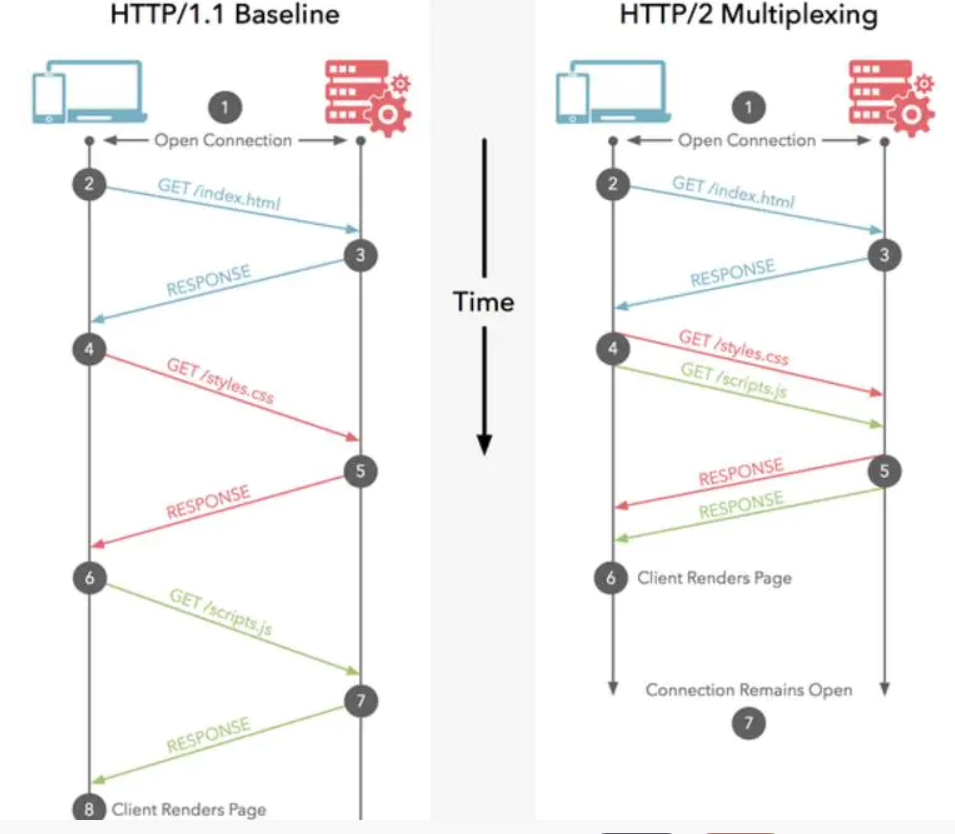 HTTP/1.1 Baseline
1
Open Connection
2
GET /index.html
3
RESPONSE
4
GET /styles.css
5
RESPONSE
6
GET /scripts.js
7
RESPONSE
8 Client Renders Page
Time
HTTP/2 Multiplexing
1
Open Connection
2
GET /index.html
3
RESPONSE
4
GET /styles.css
GET /scripts.js
5
RESPONSE
RESPONSE
6 Client Renders Page
Connection Remains Open
7